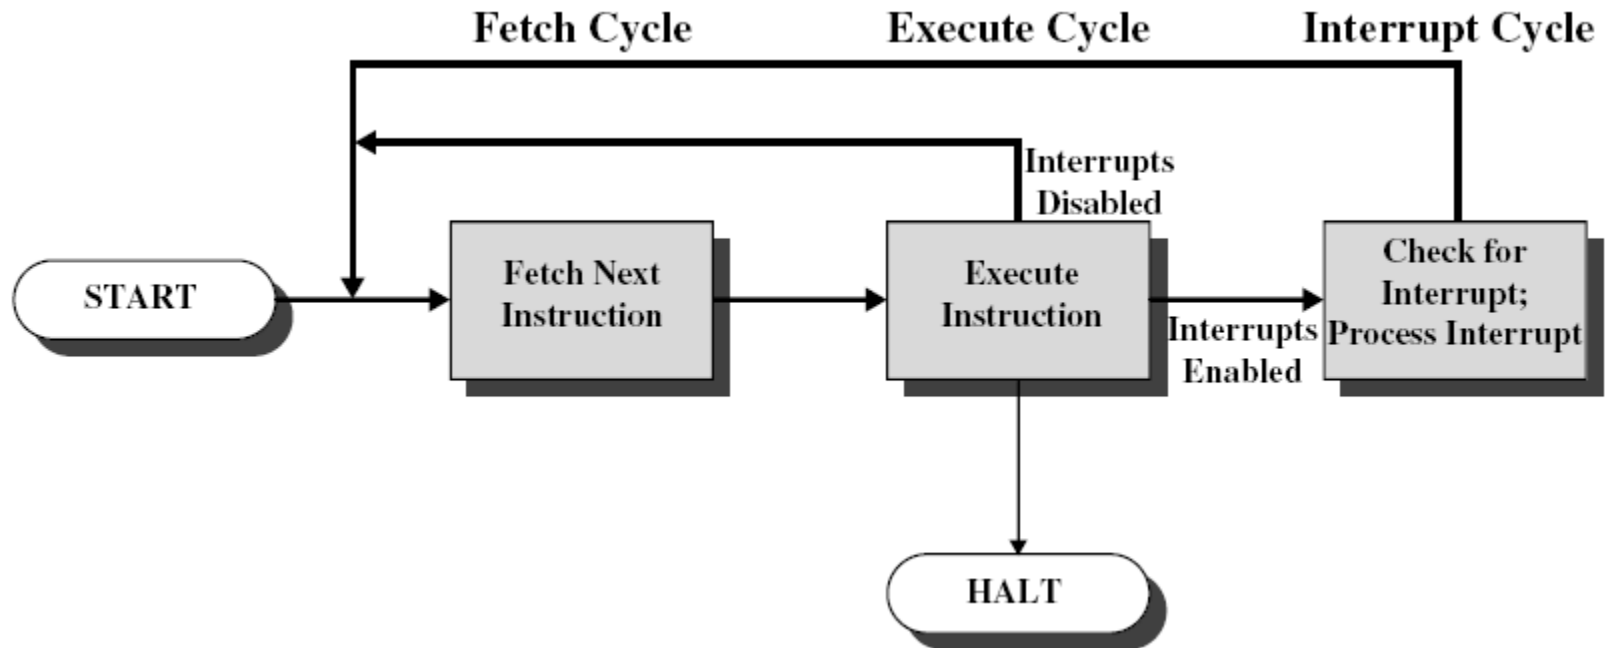 Fetch Cycle
Execute Cycle
Interrupt Cycle
Interrupts
Disabled
START
Fetch Next
Instruction
Execute
Instruction
Interrupts
Enabled
Check for
Interrupt;
Process Interrupt
HALT